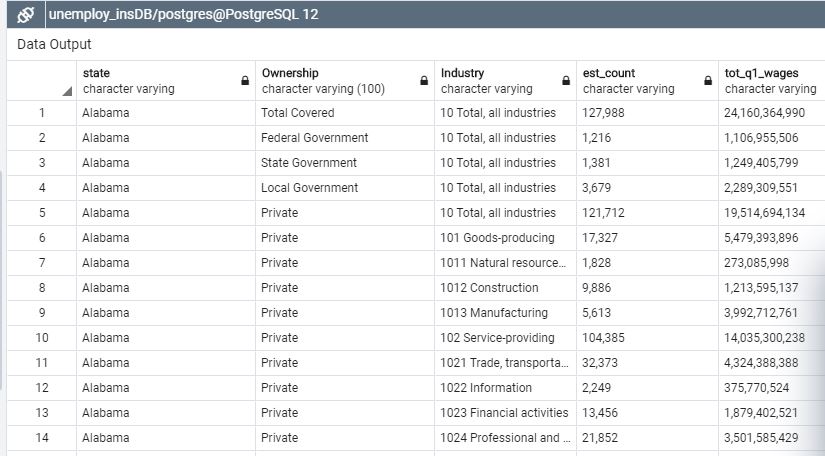 unemploy_insDB/postgres@PostgreSQL 12
Data Output
state Ownership Industry est_count tot_q1_wages
character varying character varying (100) character varying character varying character varying
1 Alabama Total Covered 10 Total, all industries 127,988 24,160,364,990
2 Alabama Federal Government 10 Total, all industries 1,216 1,106,955,506
3 Alabama State Government 10 Total, all industries 1,381 1,249,405,799
4 Alabama Local Government 10 Total, all industries 3,679 2,289,309,551
5 Alabama Private 10 Total, all industries 121,712 19,514,694,134
6 Alabama Private 101 Goods-producing 17,327 5,479,393,896
7 Alabama Private 1011 Natural resource... 1,828 273,085,998
8 Alabama Private 1012 Construction 9,886 1,213,595,137
9 Alabama Private 1013 Manufacturing 5,613 3,992,712,761
10 Alabama Private 102 Service-providing 104,385 14,035,300,238
11 Alabama Private 1021 Trade, transporta... 32,373 4,324,388,388
12 Alabama Private 1022 Information 2,249 375,770,524
13 Alabama Private 1023 Financial activities 13,456 1,879,402,521
14 Alabama Private 1024 Professional and ... 21,852 3,501,585,429